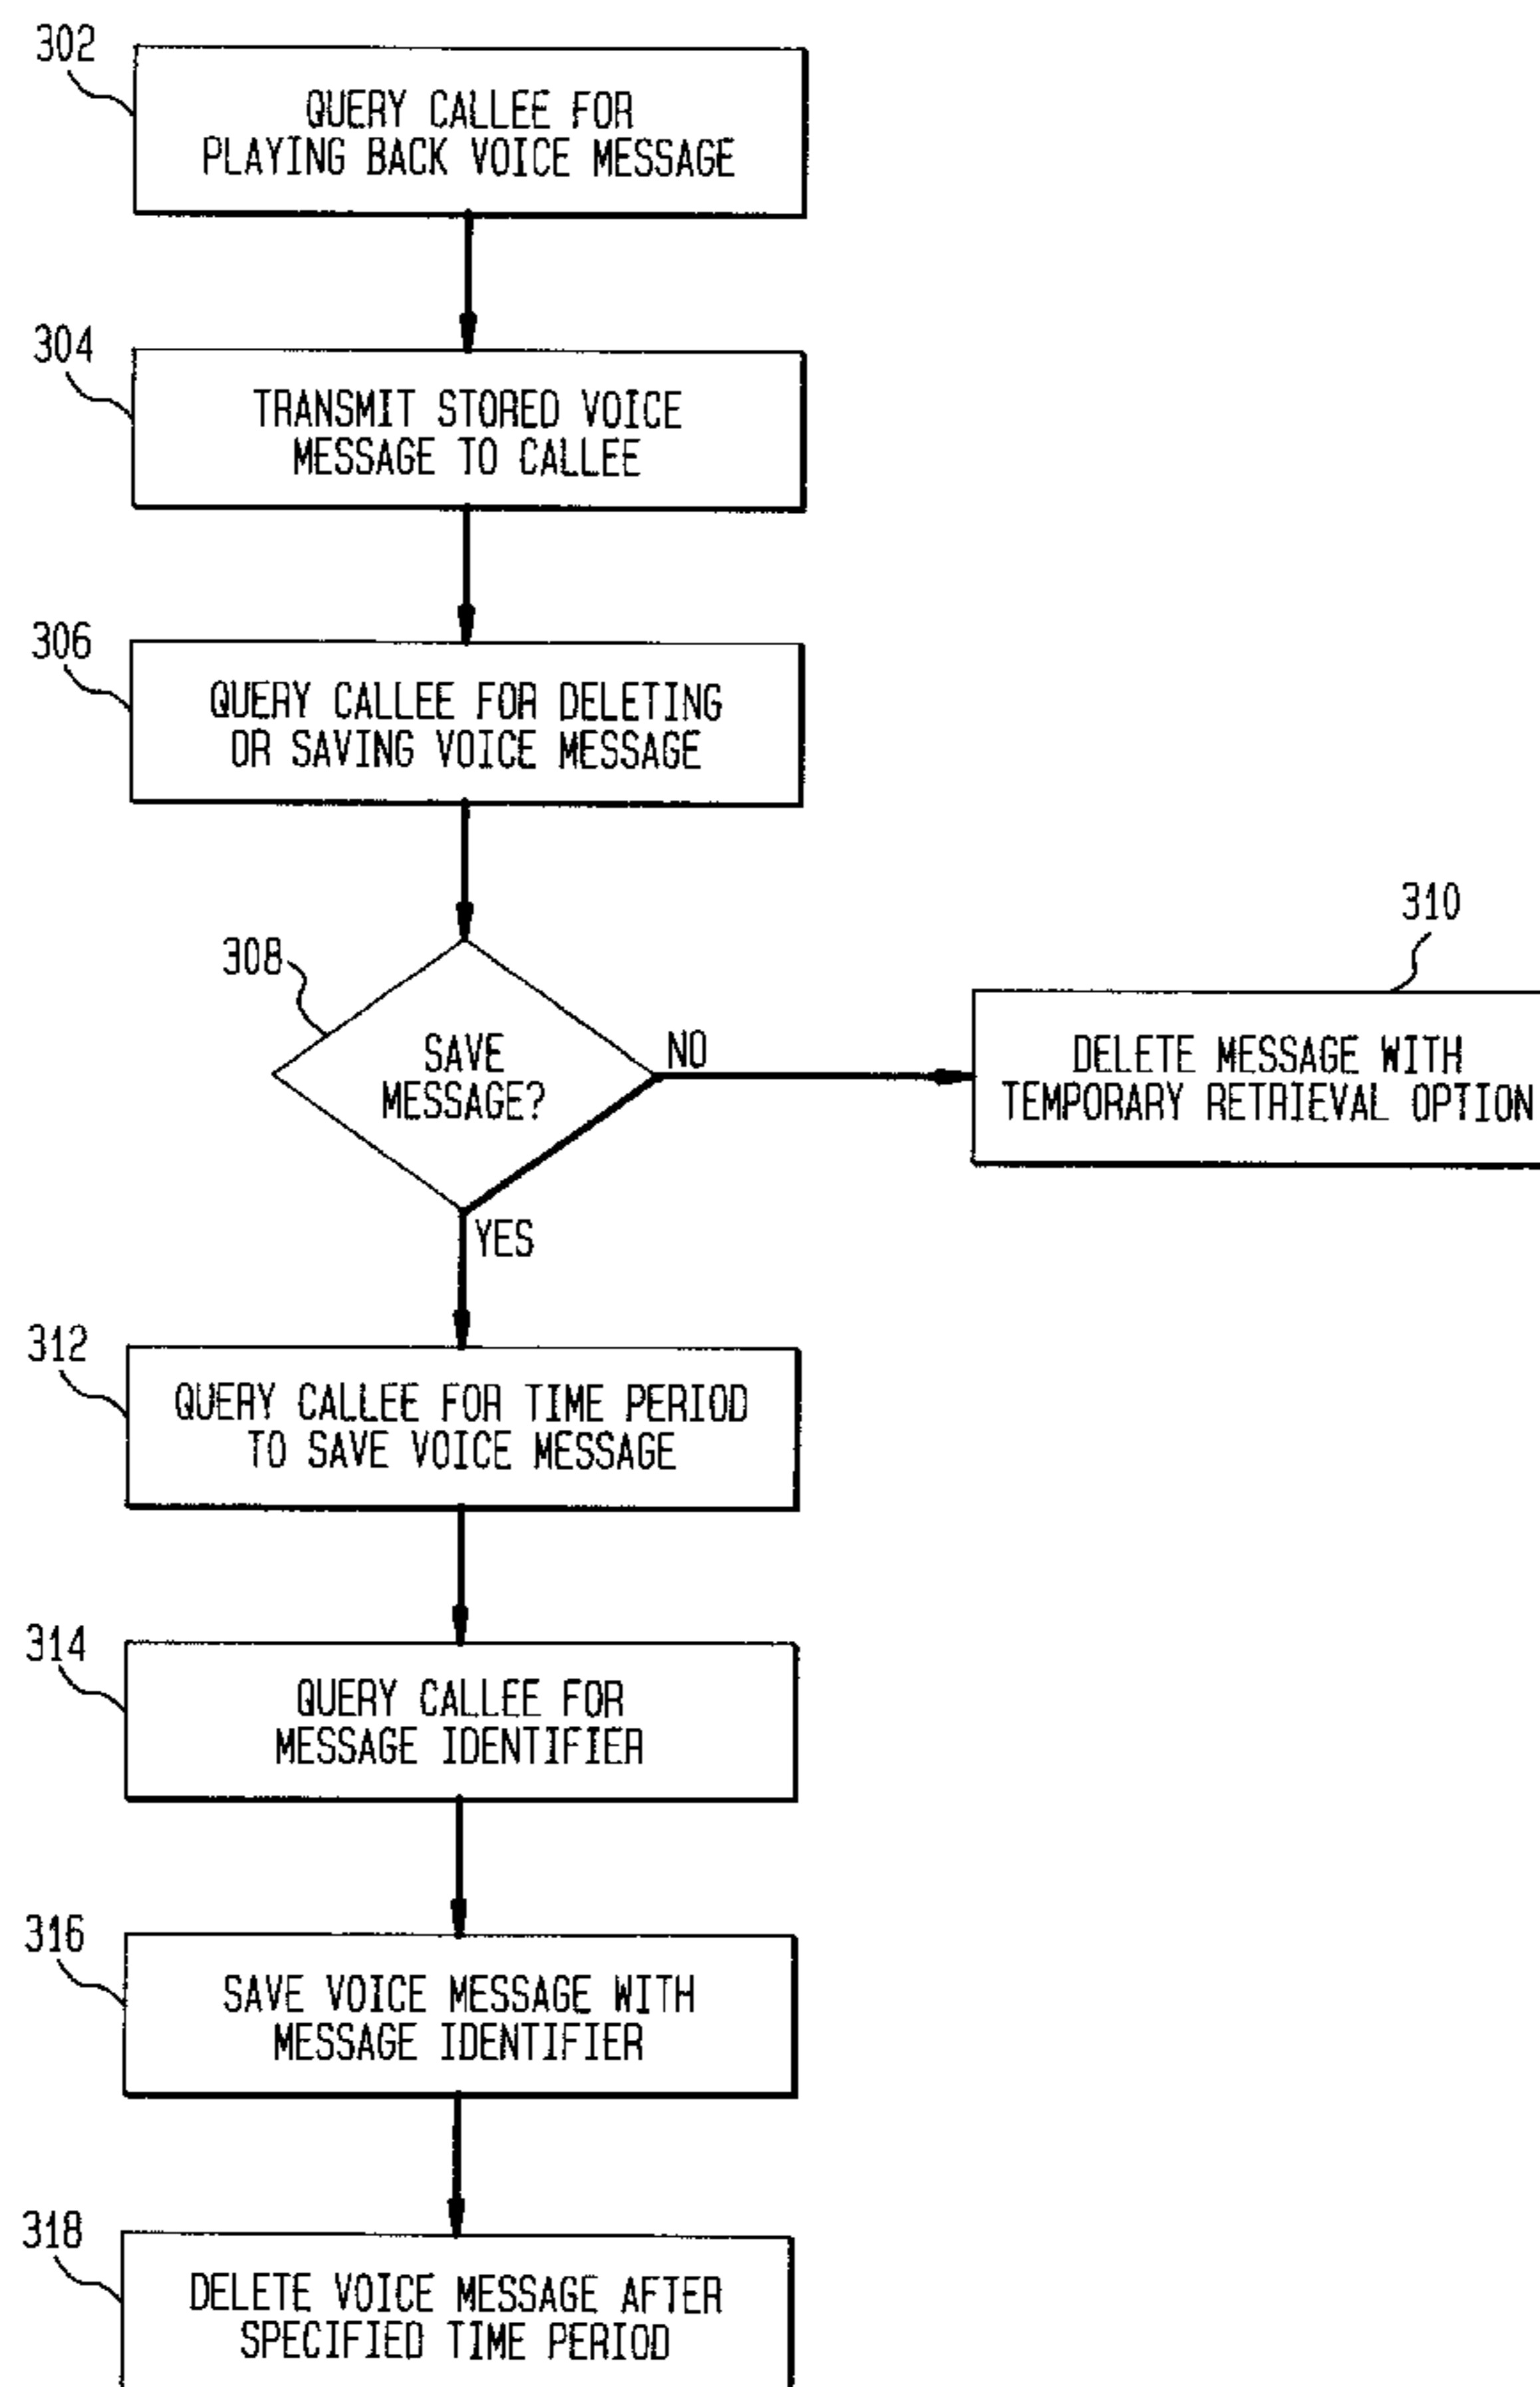 302
QUERY CALLEE FOR
PLAYING BACK VOICE MESSAGE
304
TRANSMIT STORED VOICE
MESSAGE TO CALLEE
306
QUERY CALLEE FOR DELETING
OR SAVING VOICE MESSAGE
308
SAVE
MESSAGE?
NO
310
DELETE MESSAGE WITH
TEMPORARY RETRIEVAL OPTION
YES
312
QUERY CALLEE FOR TIME PERIOD
TO SAVE VOICE MESSAGE
314
QUERY CALLEE FOR
MESSAGE IDENTIFIER
316
SAVE VOICE MESSAGE WITH
MESSAGE IDENTIFIER
318
DELETE VOICE MESSAGE AFTER
SPECIFIED TIME PERIOD